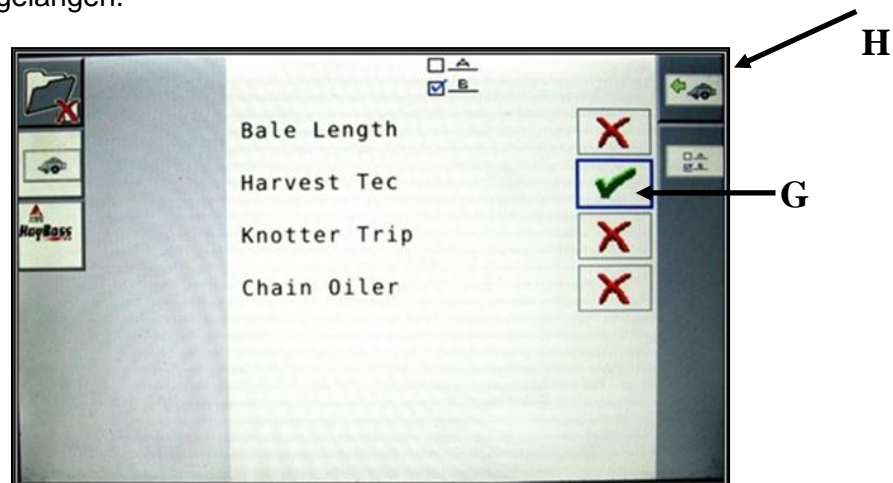 gelangen.
H
A
B
Bale Length
Harvest Tec
G
Knotter Trip
HayBoss
Chain Oiler